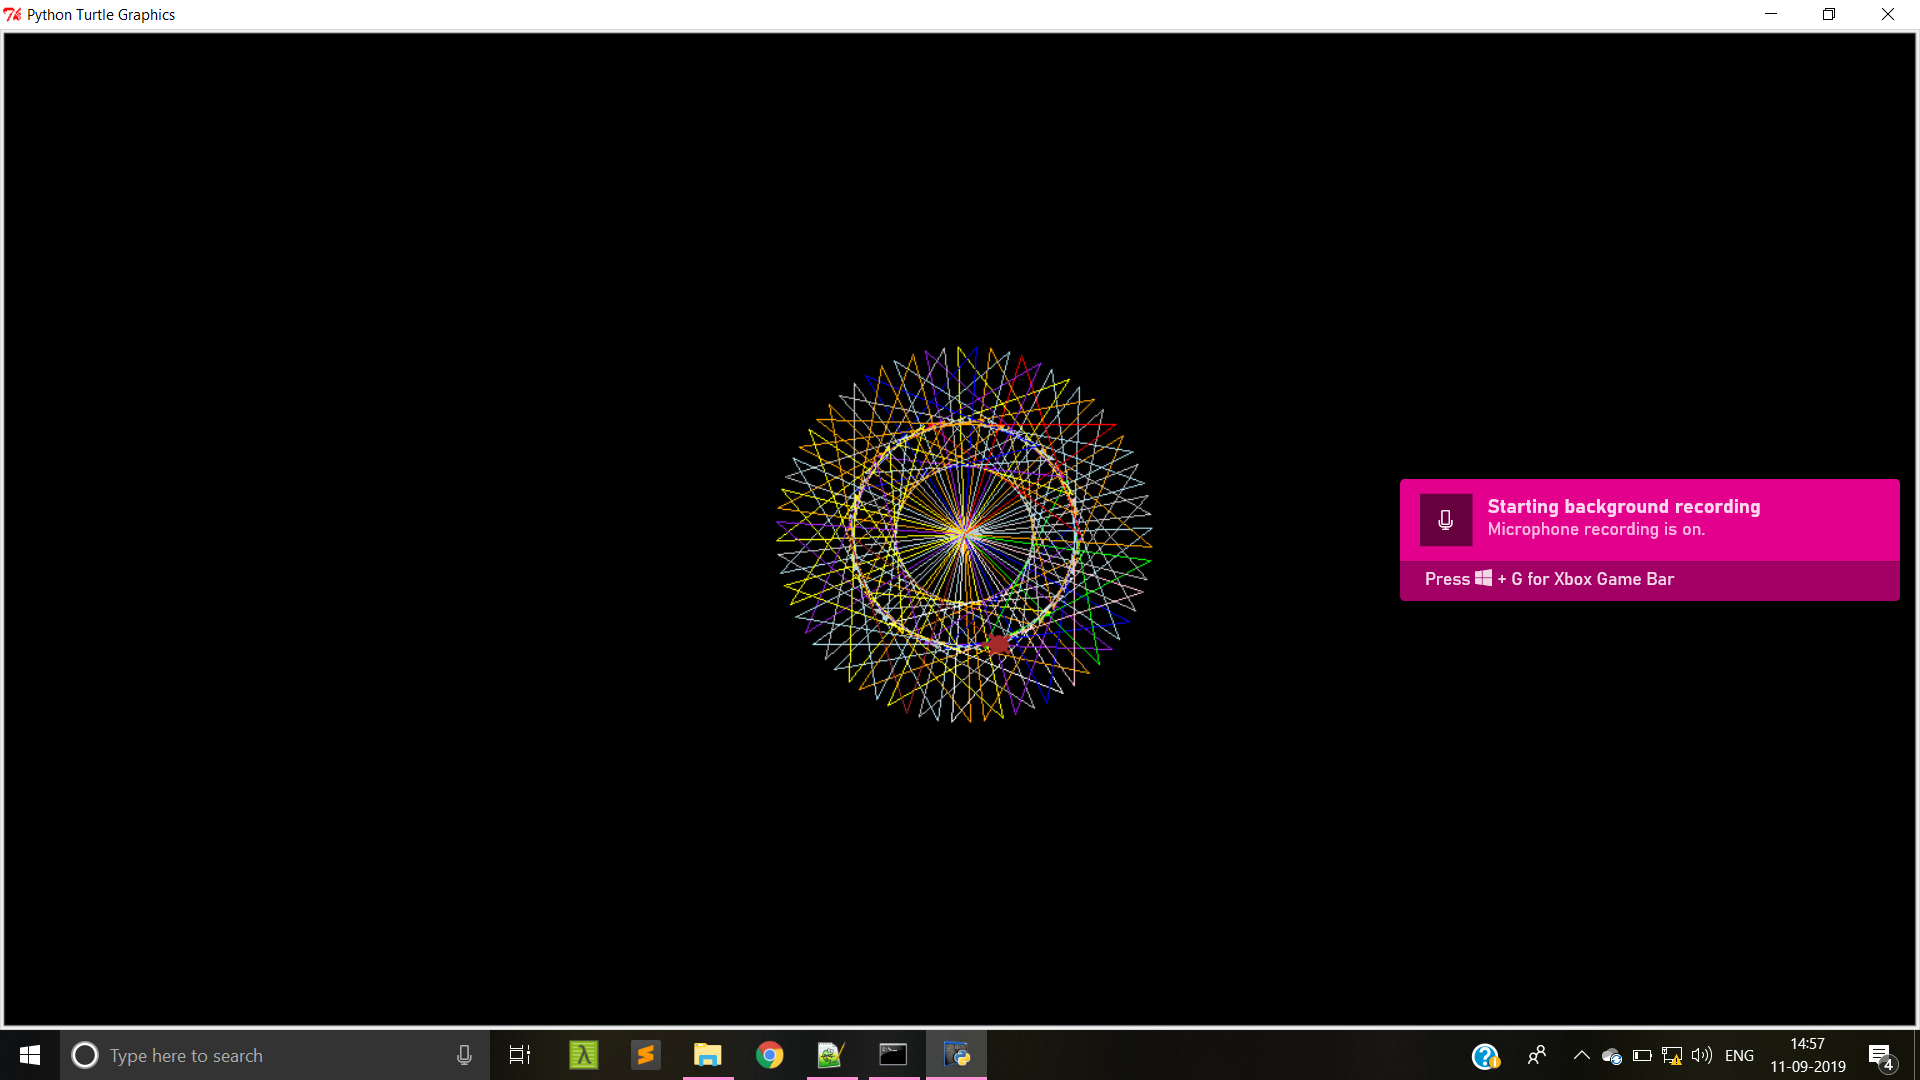 Python Turtle Graphics
Starting background recording
Microphone recording is on.
Press + G for Xbox Game Bar
Type here to search
ENG
14:57
11-09-2019
4